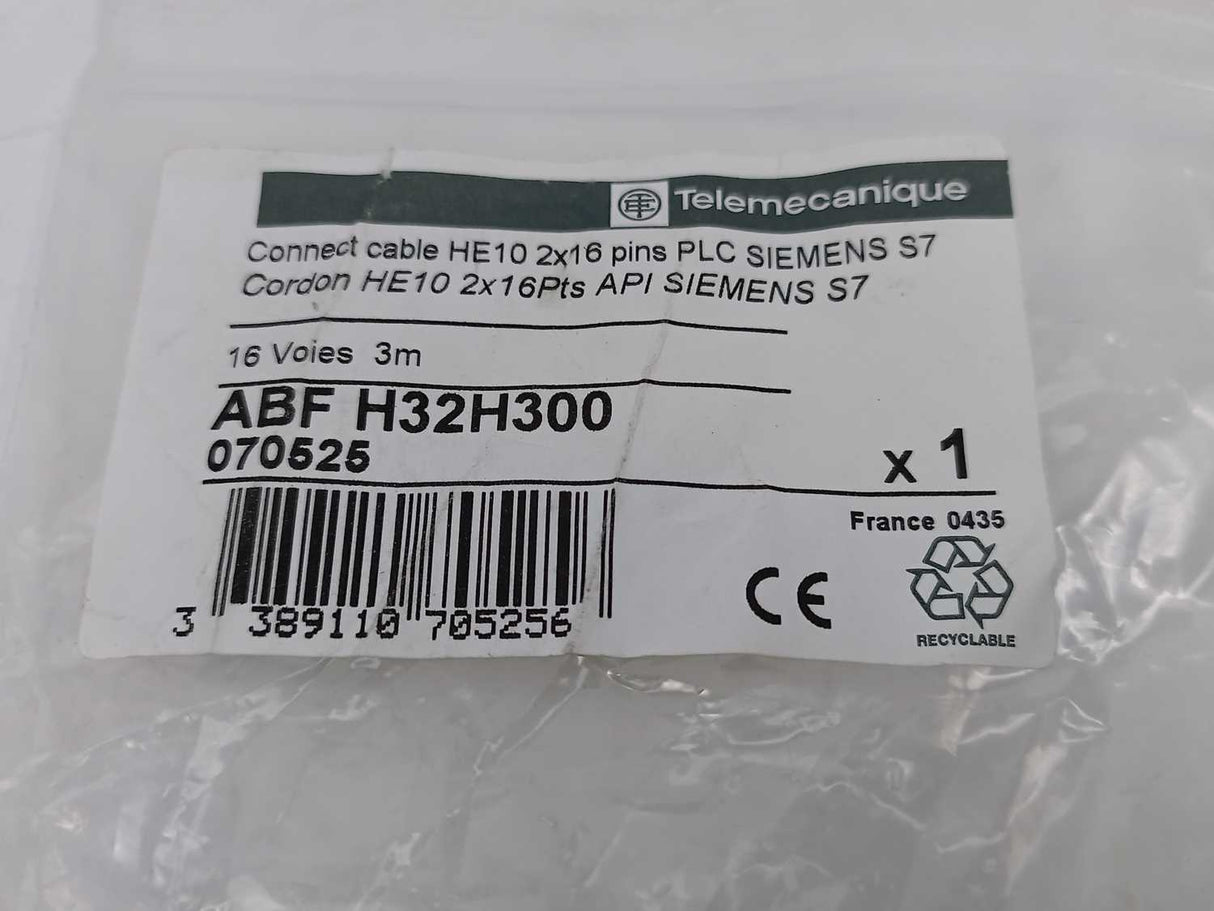 Telemecanique
Connect cable HE10 2x16 pins PLC SIEMENS S7
Cordon HE10 2x16Pts API SIEMENS S7
16 Voies 3m
ABF H32H300
070525
x 1
France 0435
3 389110 705256
CE
RECYCLABLE